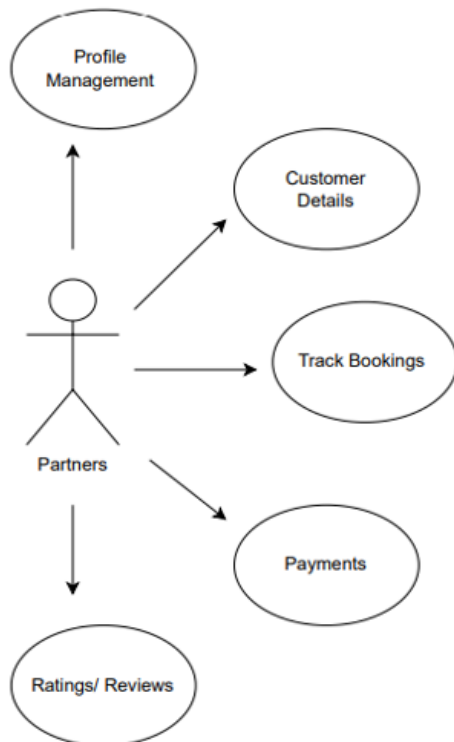 Profile
Management
Customer
Details
Track Bookings
Partners
Payments
Ratings/ Reviews